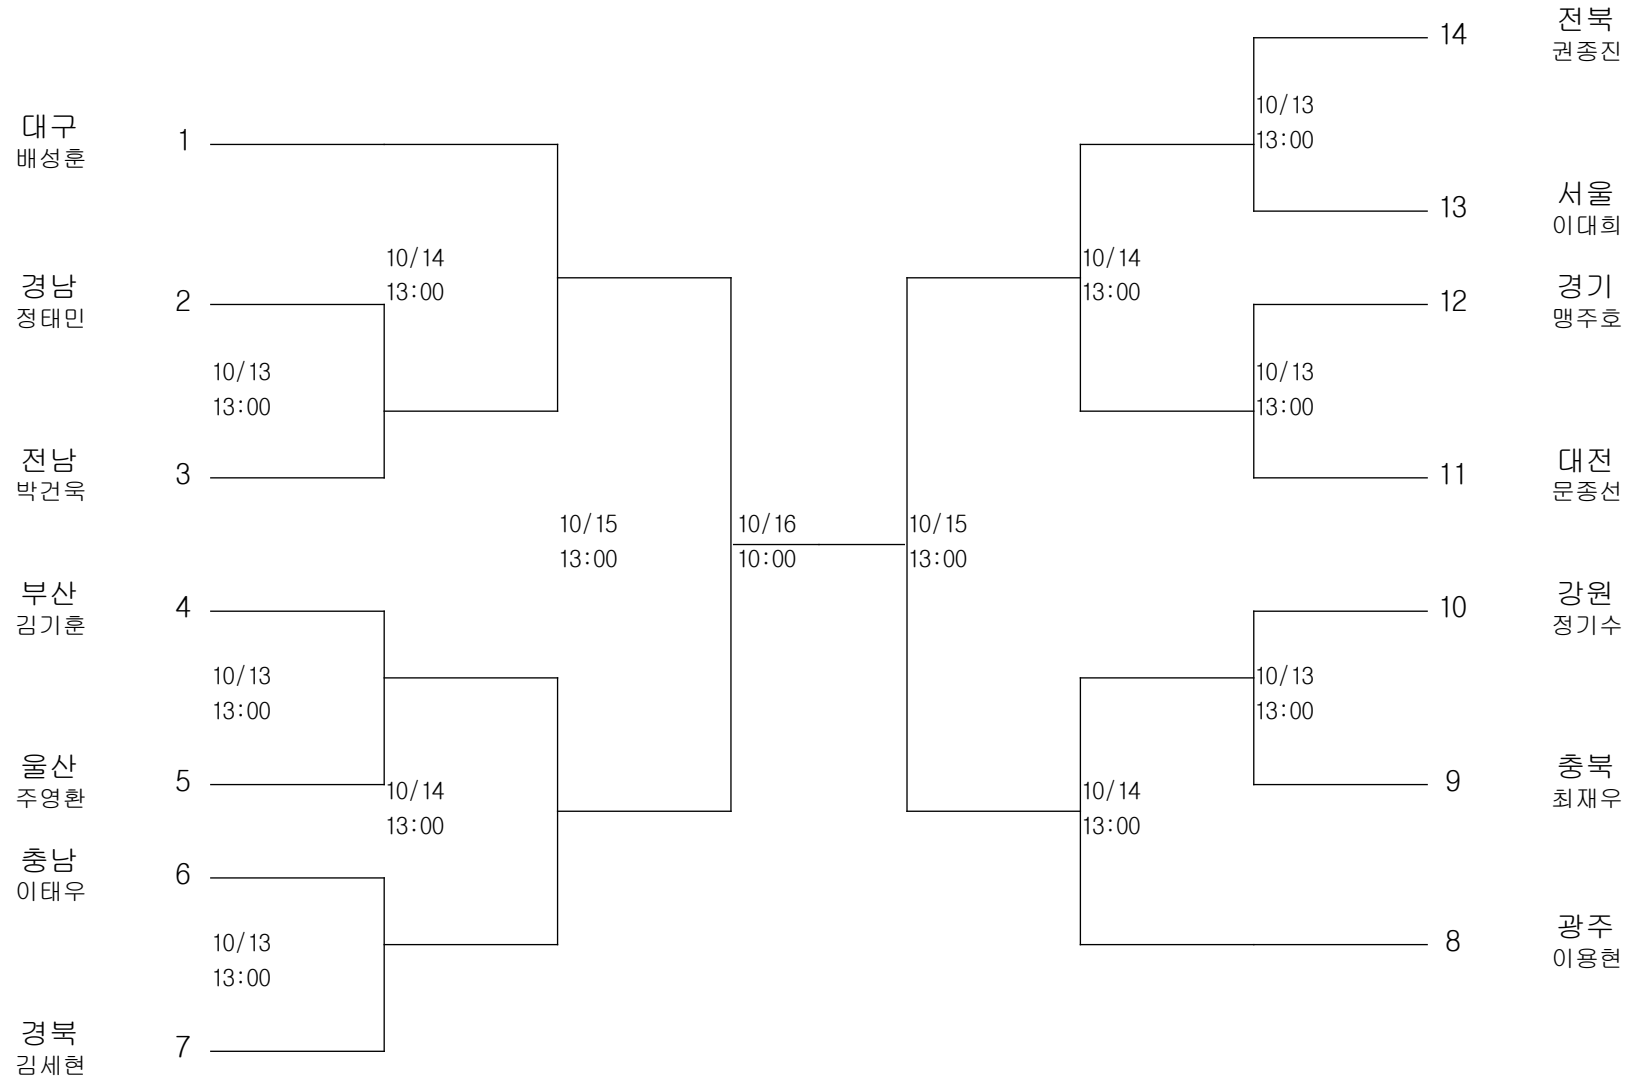 대구
배성훈
1
10/14
13:00
경남
정태민
2
10/13
13:00
전남
박건욱
3
10/15
13:00
부산
김기훈
4
10/13
13:00
울산
주영환
5
10/14
13:00
충남
이태우
6
10/13
13:00
경북
김세현
7
10/16
10:00
전북
권종진
14
10/13
13:00
서울
이대희
13
10/14
13:00
경기
맹주호
12
10/13
13:00
대전
문종선
11
10/15
13:00
강원
정기수
10
10/13
13:00
충북
최재우
9
10/14
13:00
광주
이용현
8